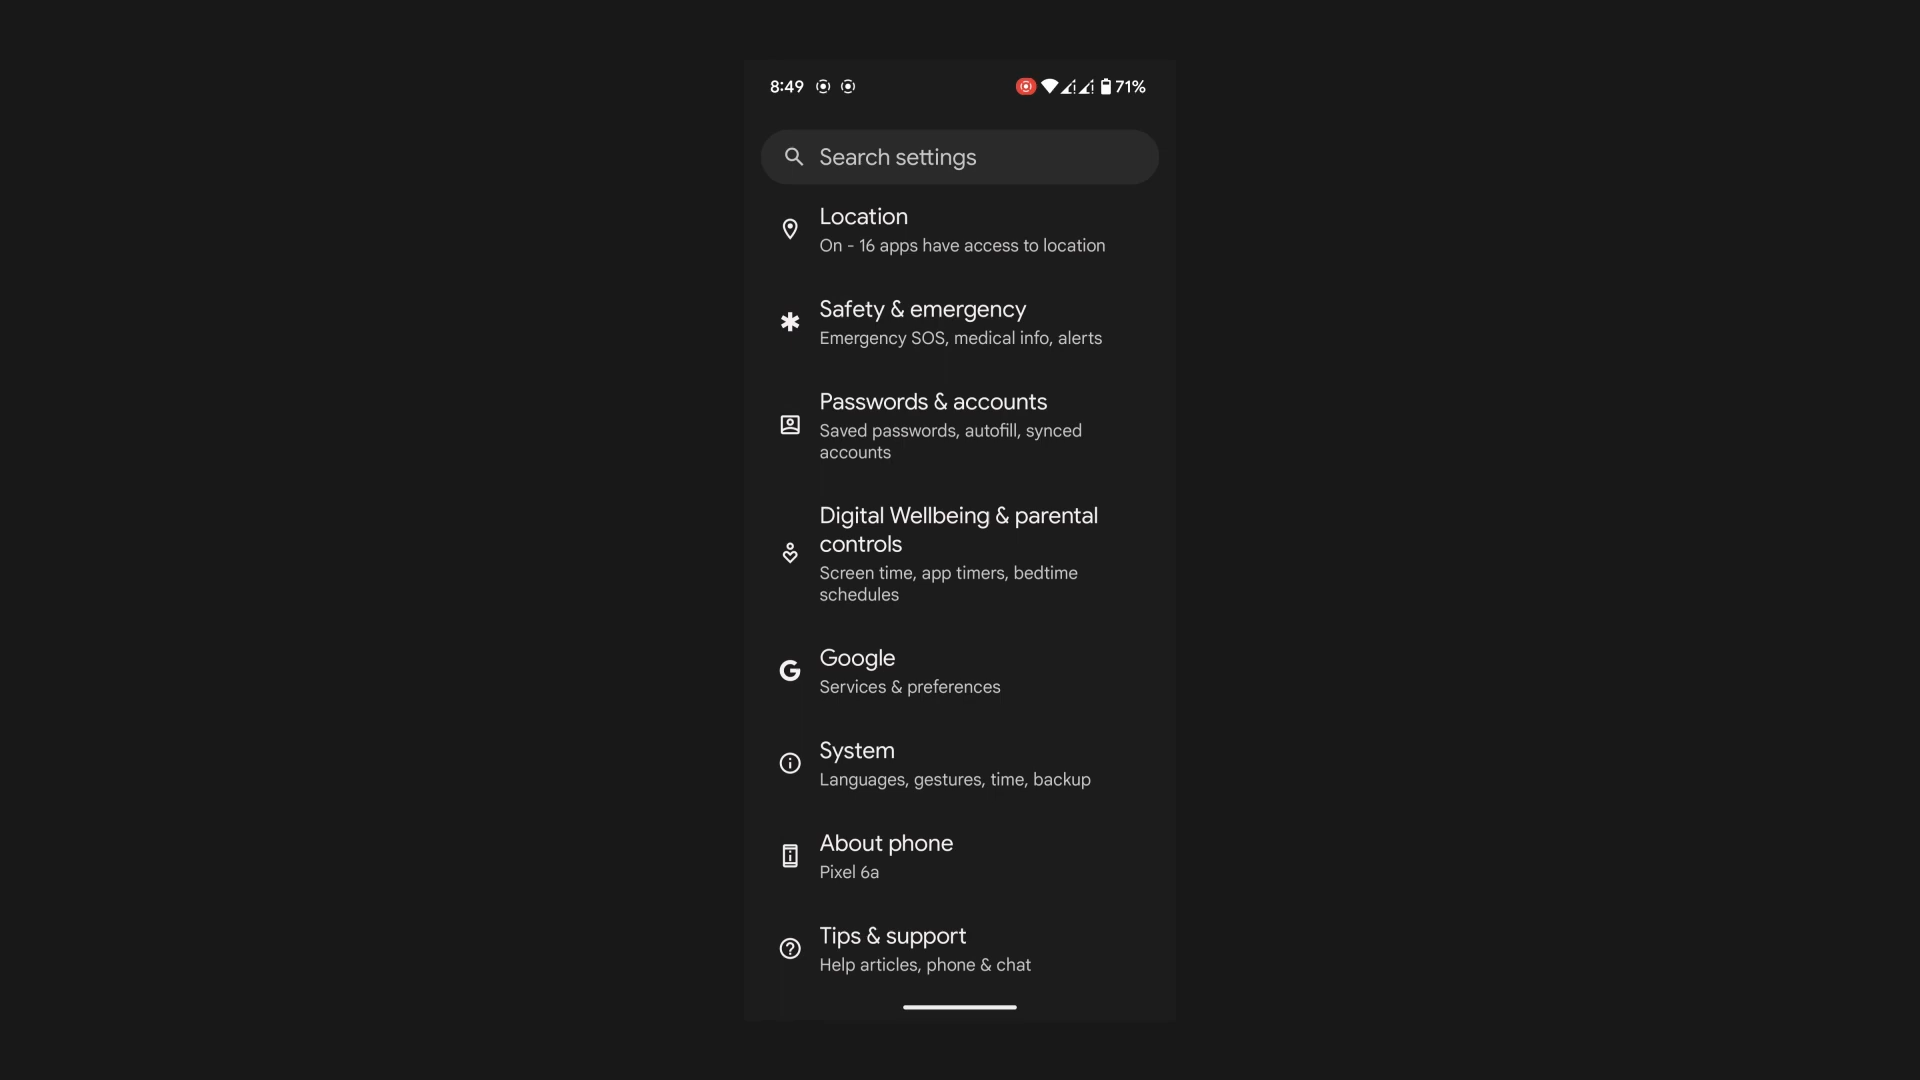 8:49 71%
Search settings
Location
On - 16 apps have access to location
Safety & emergency
Emergency SOS, medical info, alerts
Passwords & accounts
Saved passwords, autofill, synced
accounts
Digital Wellbeing & parental
controls
Screen time, app timers, bedtime
schedules
Google
Services & preferences
System
Languages, gestures, time, backup
About phone
Pixel 6a
Tips & support
Help articles, phone & chat